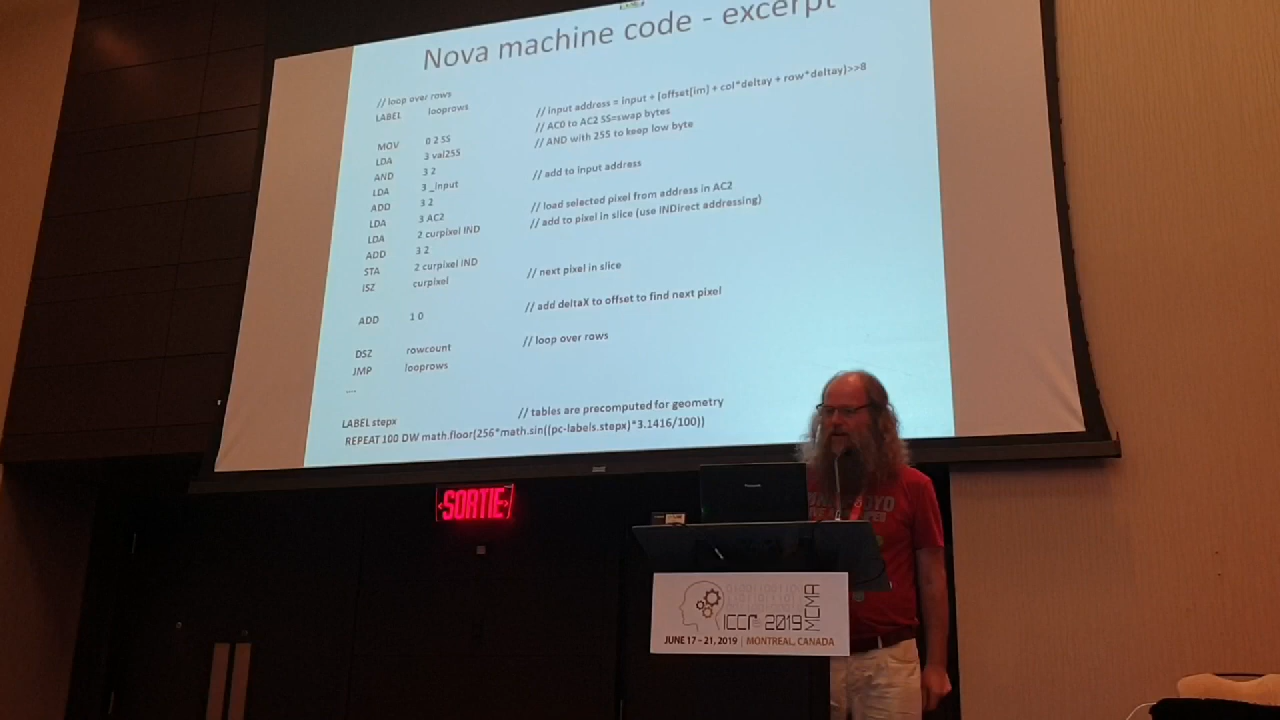 Nova machine code - excerpt
// loop over rows
LABEL looprows // input address = input + (offset[im] + col*deltay + row*deltay)>>8
// AC0 to AC2 SS=swap bytes
MOV 0 2 SS // AND with 255 to keep low byte
LDA 3 val255
AND 3 2
LDA 3 _input // add to input address
ADD 3 2
LDA 3 AC2 // load selected pixel from address in AC2
LDA 2 curpixel IND // add to pixel in slice (use INDirect addressing)
ADD 3 2
STA 2 curpixel IND
ISZ curpixel // next pixel in slice
ADD 1 0 // add deltaX to offset to find next pixel
DSZ rowcount // loop over rows
JMP looprows
....
LABEL stepx // tables are precomputed for geometry
REPEAT 100 DW math.floor(256*math.sin((pc-labels.stepx)*3.1416/100))
SORTIE
Panasonic
ICCR 2019 MCMA
JUNE 17 - 21, 2019 | MONTREAL, CANADA